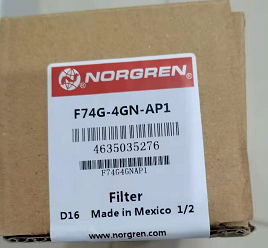 NORGREN
F74G-4GN-AP1
4635035276
F74G4GNAP1
Filter
D16 Made in Mexico 1/2
www.norgren.com